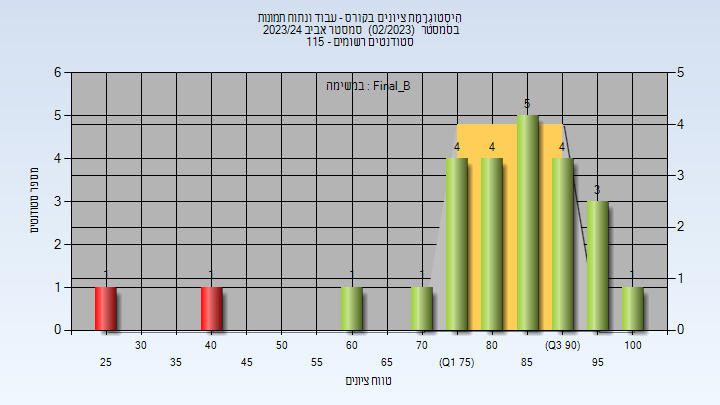 היסטוגרמת ציונים בקורס - עבוד ונתוח תמונות
בסמסטר (02/2023) סמסטר אביב 2023/24
סטודנטים רשומים - 115
במשימה : Final_B
מספר סטודנטים
6 5 4 3 2 1 0
5 4 3 2 1 0
1 1 1 1 4 4 5 4 3 1
30 40 50 60 70 80 (Q3 90) 100
25 35 45 55 65 (Q1 75) 85 95
טווח ציונים